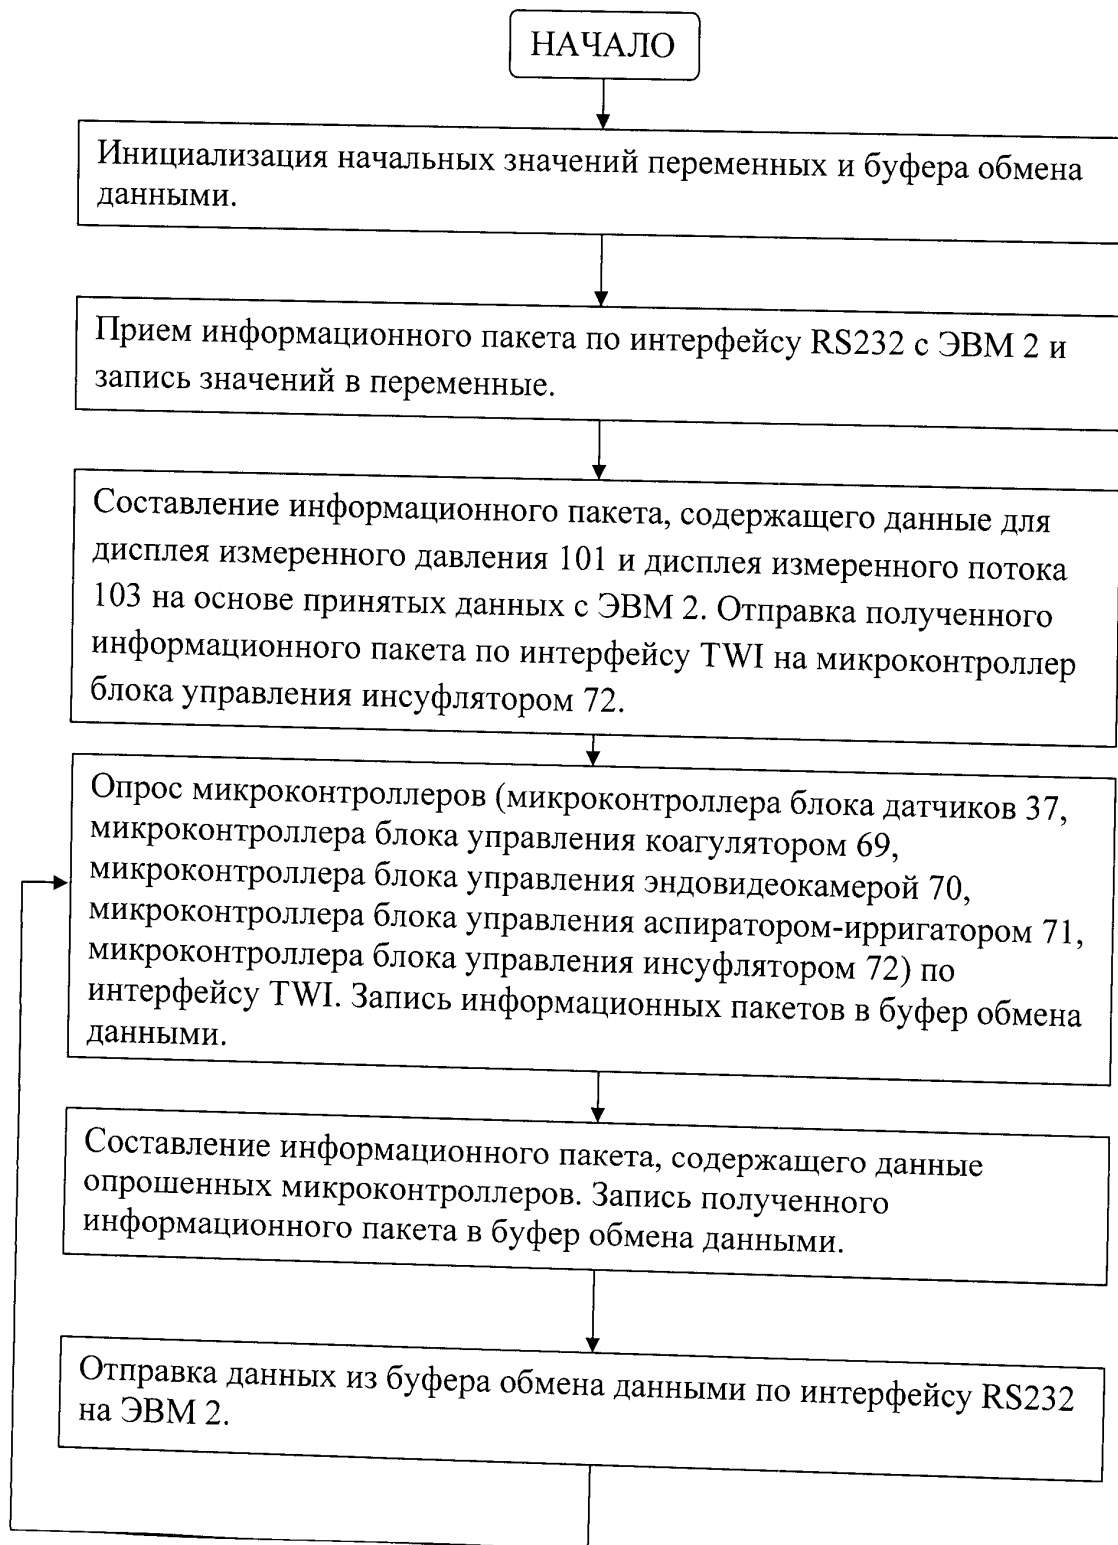 НАЧАЛО
Инициализация начальных значений переменных и буфера обмена
данными.
Прием информационного пакета по интерфейсу RS232 с ЭВМ 2 и
запись значений в переменные.
Составление информационного пакета, содержащего данные для
дисплея измеренного давления 101 и дисплея измеренного потока
103 на основе принятых данных с ЭВМ 2. Отправка полученного
информационного пакета по интерфейсу TWI на микроконтроллер
блока управления инсуфлятором 72.
Опрос микроконтроллеров (микроконтроллера блока датчиков 37,
микроконтроллера блока управления коагулятором 69,
микроконтроллера блока управления эндовидеокамерой 70,
микроконтроллера блока управления аспиратором-ирригатором 71,
микроконтроллера блока управления инсуфлятором 72) по
интерфейсу TWI. Запись информационных пакетов в буфер обмена
данными.
Составление информационного пакета, содержащего данные
опрошенных микроконтроллеров. Запись полученного
информационного пакета в буфер обмена данными.
Отправка данных из буфера обмена данными по интерфейсу RS232
на ЭВМ 2.